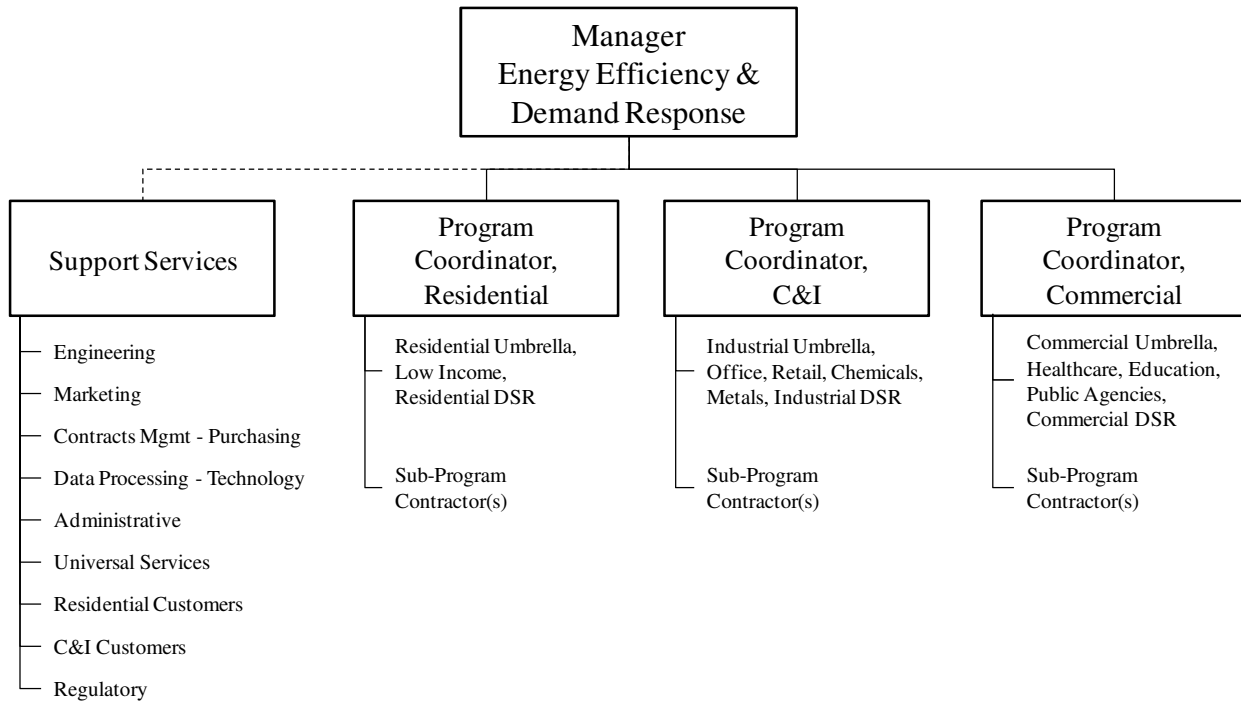 Manager
Energy Efficiency &
Demand Response
Support Services
Engineering
Marketing
Contracts Mgmt - Purchasing
Data Processing - Technology
Administrative
Universal Services
Residential Customers
C&I Customers
Regulatory
Program
Coordinator,
Residential
Residential Umbrella,
Low Income,
Residential DSR
Sub-Program
Contractor(s)
Program
Coordinator,
C&I
Industrial Umbrella,
Office, Retail, Chemicals,
Metals, Industrial DSR
Sub-Program
Contractor(s)
Program
Coordinator,
Commercial
Commercial Umbrella,
Healthcare, Education,
Public Agencies,
Commercial DSR
Sub-Program
Contractor(s)